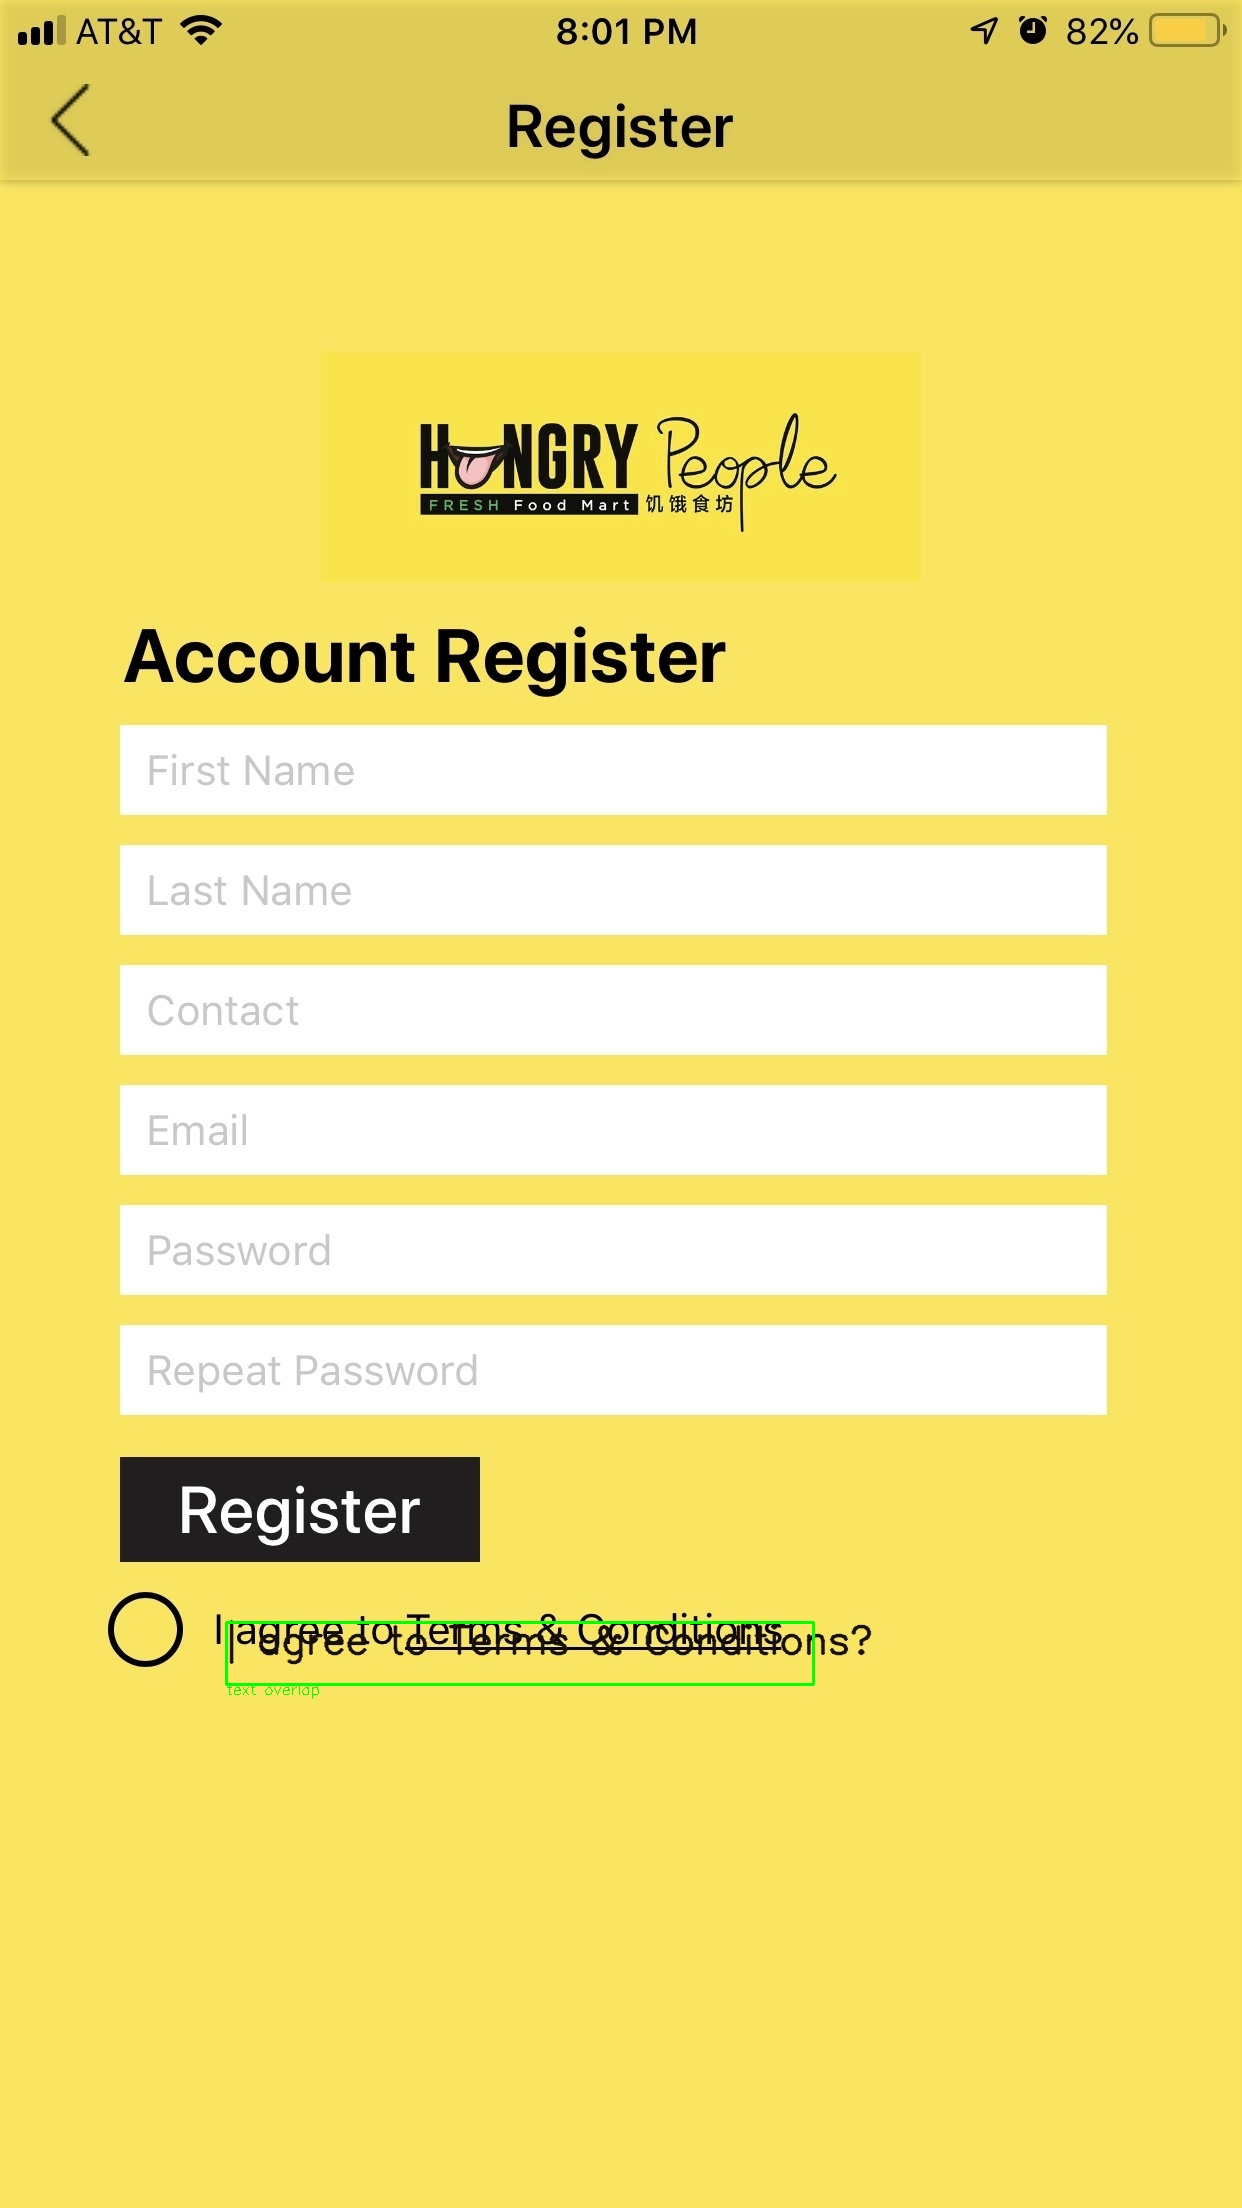 AT&T 8:01 PM 82%
Register
HUNGRY People
FRESH Food Mart 饥饿食坊
Account Register
First Name
Last Name
Contact
Email
Password
Repeat Password
Register
I agree to Terms & Conditions
I agree to Terms & Conditions?
text overlap